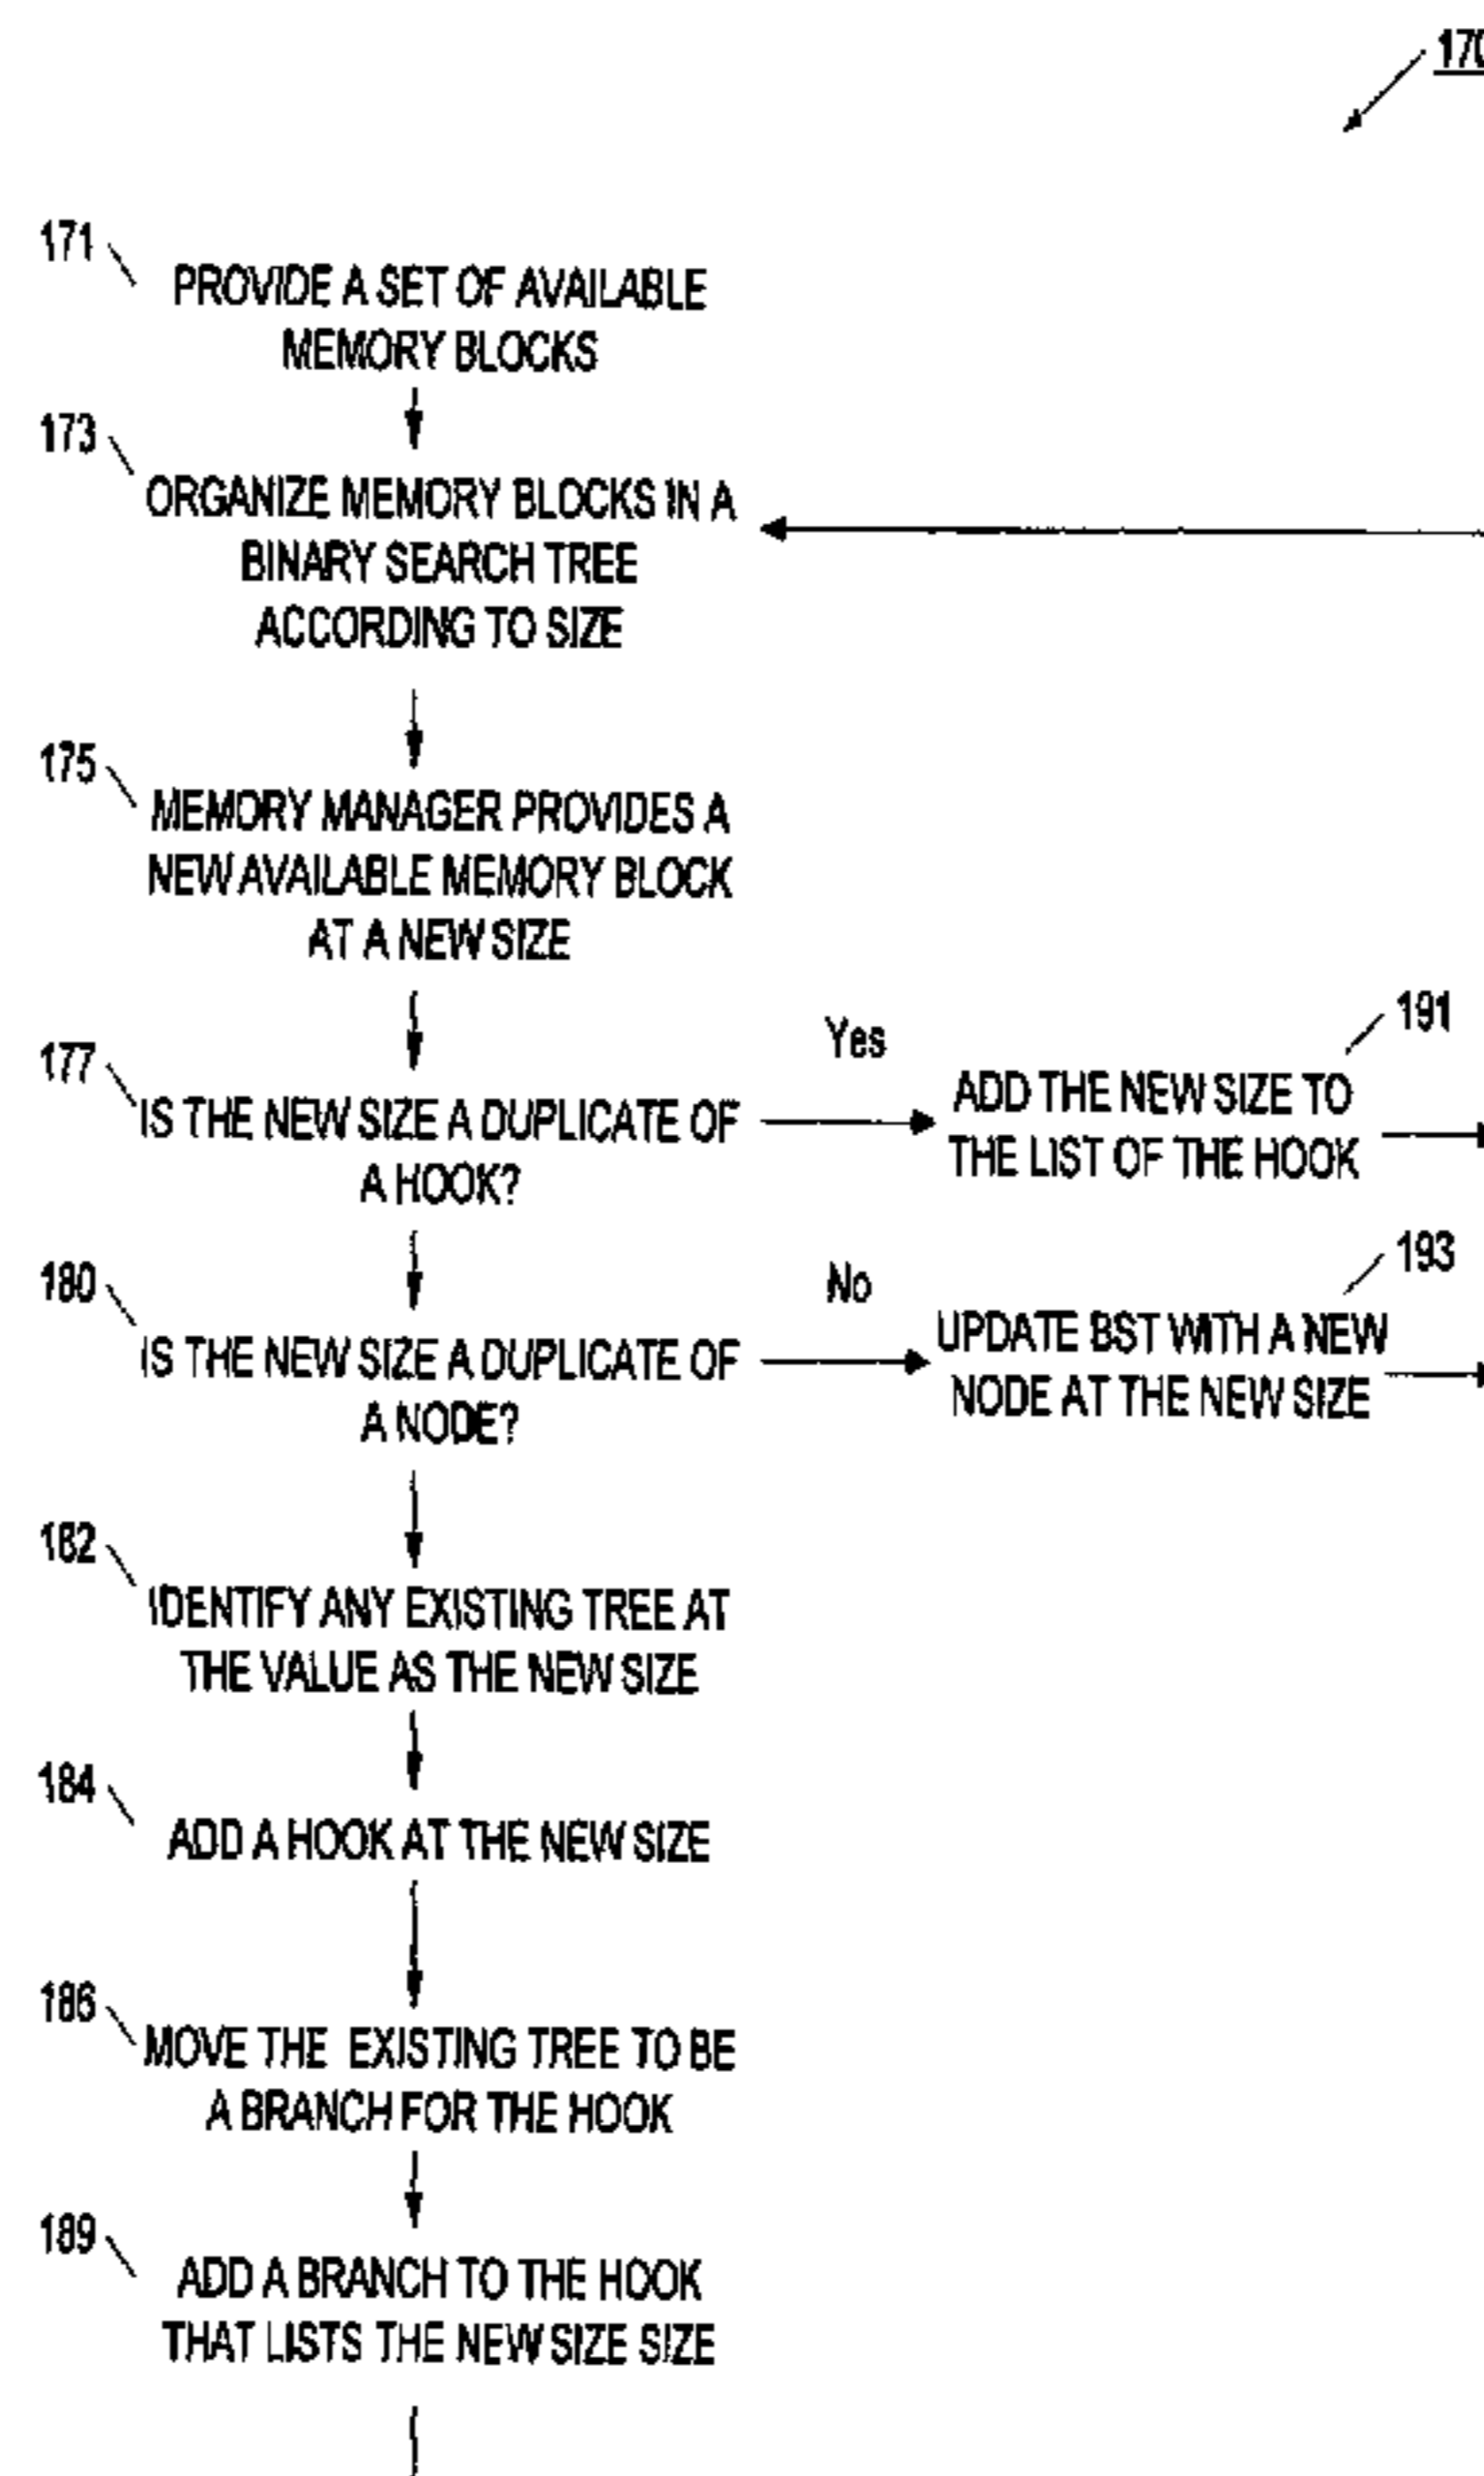 170
171
PROVIDE A SET OF AVAILABLE
MEMORY BLOCKS
173
ORGANIZE MEMORY BLOCKS IN A
BINARY SEARCH TREE
ACCORDING TO SIZE
175
MEMORY MANAGER PROVIDES A
NEW AVAILABLE MEMORY BLOCK
AT A NEW SIZE
177
IS THE NEW SIZE A DUPLICATE OF
A HOOK?
Yes
191
ADD THE NEW SIZE TO
THE LIST OF THE HOOK
180
IS THE NEW SIZE A DUPLICATE OF
A NODE?
No
193
UPDATE BST WITH A NEW
NODE AT THE NEW SIZE
182
IDENTIFY ANY EXISTING TREE AT
THE VALUE AS THE NEW SIZE
184
ADD A HOOK AT THE NEW SIZE
186
MOVE THE EXISTING TREE TO BE
A BRANCH FOR THE HOOK
189
ADD A BRANCH TO THE HOOK
THAT LISTS THE NEW SIZE SIZE